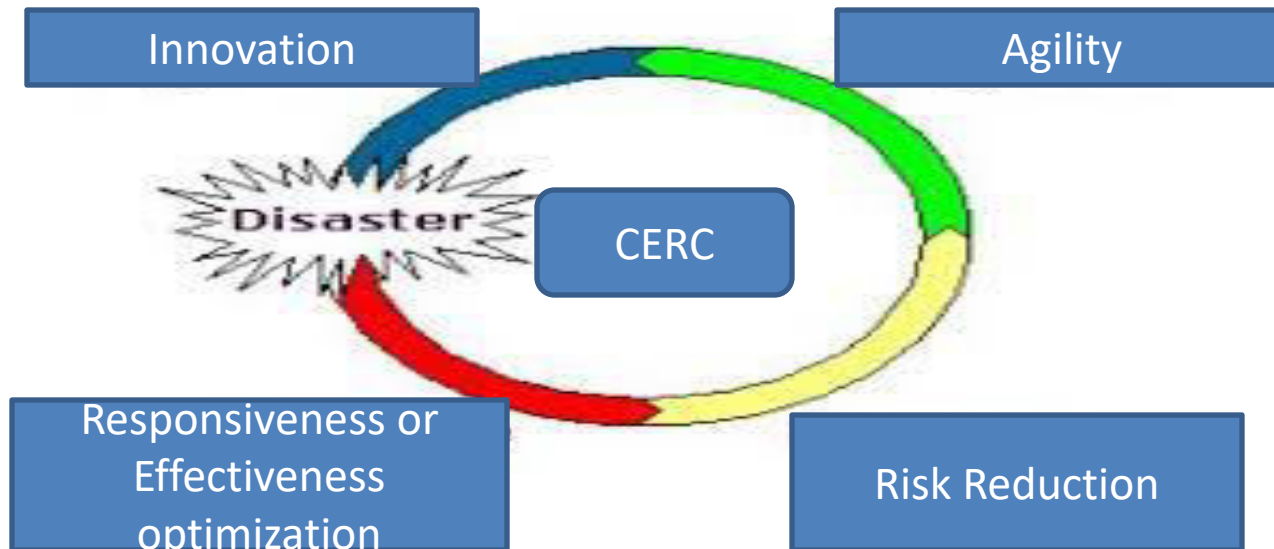 Innovation
Agility
Disaster
CERC
Responsiveness or
Effectiveness
optimization
Risk Reduction